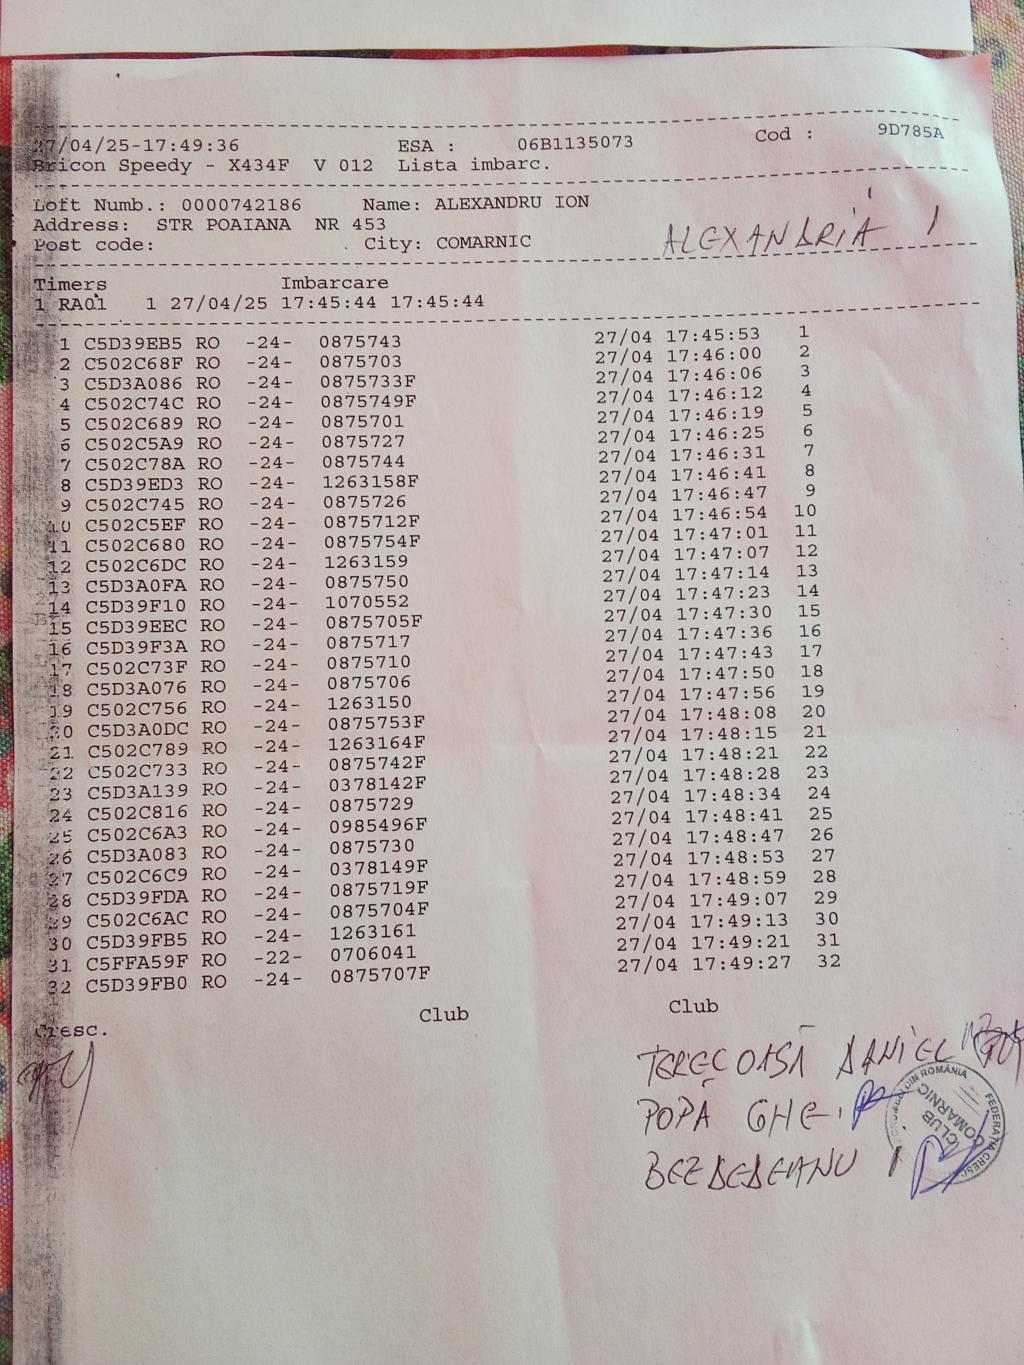 27/04/25-17:49:36 ESA : 06B1135073 Cod : 9D785A
Bricon Speedy - X434F V 012 Lista imbarc.
Loft Numb.: 0000742186 Name: ALEXANDRU ION
Address: STR POAIANA NR 453
Post code: City: COMARNIC ALEXANDRIA 1
Timers Imbarcare
1 RA01 1 27/04/25 17:45:44 17:45:44
1 C5D39EB5 RO -24- 0875743 27/04 17:45:53 1
2 C502C68F RO -24- 0875703 27/04 17:46:00 2
3 C5D3A086 RO -24- 0875733F 27/04 17:46:06 3
4 C502C74C RO -24- 0875749F 27/04 17:46:12 4
5 C502C689 RO -24- 0875701 27/04 17:46:19 5
6 C502C5A9 RO -24- 0875727 27/04 17:46:25 6
7 C502C78A RO -24- 0875744 27/04 17:46:31 7
8 C5D39ED3 RO -24- 1263158F 27/04 17:46:41 8
9 C502C745 RO -24- 0875726 27/04 17:46:47 9
10 C502C5EF RO -24- 0875712F 27/04 17:46:54 10
11 C502C680 RO -24- 0875754F 27/04 17:47:01 11
12 C502C6DC RO -24- 1263159 27/04 17:47:07 12
13 C5D3A0FA RO -24- 0875750 27/04 17:47:14 13
14 C5D39F10 RO -24- 1070552 27/04 17:47:23 14
15 C5D39EEC RO -24- 0875705F 27/04 17:47:30 15
16 C5D39F3A RO -24- 0875717 27/04 17:47:36 16
17 C502C73F RO -24- 0875710 27/04 17:47:43 17
18 C5D3A076 RO -24- 0875706 27/04 17:47:50 18
19 C502C756 RO -24- 1263150 27/04 17:47:56 19
20 C5D3A0DC RO -24- 0875753F 27/04 17:48:08 20
21 C502C789 RO -24- 1263164F 27/04 17:48:15 21
22 C502C733 RO -24- 0875742F 27/04 17:48:21 22
23 C5D3A139 RO -24- 0378142F 27/04 17:48:28 23
24 C502C816 RO -24- 0875729 27/04 17:48:34 24
25 C502C6A3 RO -24- 0985496F 27/04 17:48:41 25
26 C5D3A083 RO -24- 0875730 27/04 17:48:47 26
27 C502C6C9 RO -24- 0378149F 27/04 17:48:53 27
28 C5D39FDA RO -24- 0875719F 27/04 17:48:59 28
29 C502C6AC RO -24- 0875704F 27/04 17:49:07 29
30 C5D39FB5 RO -24- 1263161 27/04 17:49:13 30
31 C5FFA59F RO -22- 0706041 27/04 17:49:21 31
32 C5D39FB0 RO -24- 0875707F 27/04 17:49:27 32
Cresc. Club Club
TEREȘOASĂ DANIEL
POPA GHE.
BEZDEDEANU I
DIN ROMÂNIA
FEDERAȚIA
CLUB
COMARNIC